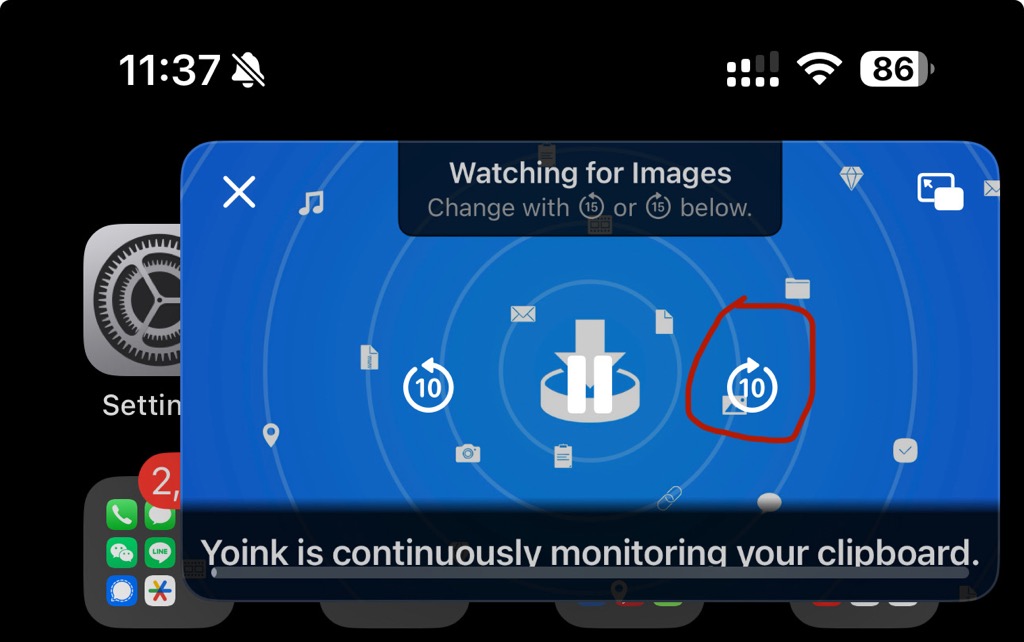 11:37
86
Watching for Images
Change with 15 or 15 below.
10
10
Settin
2,
LINE
Yoink is continuously monitoring your clipboard.